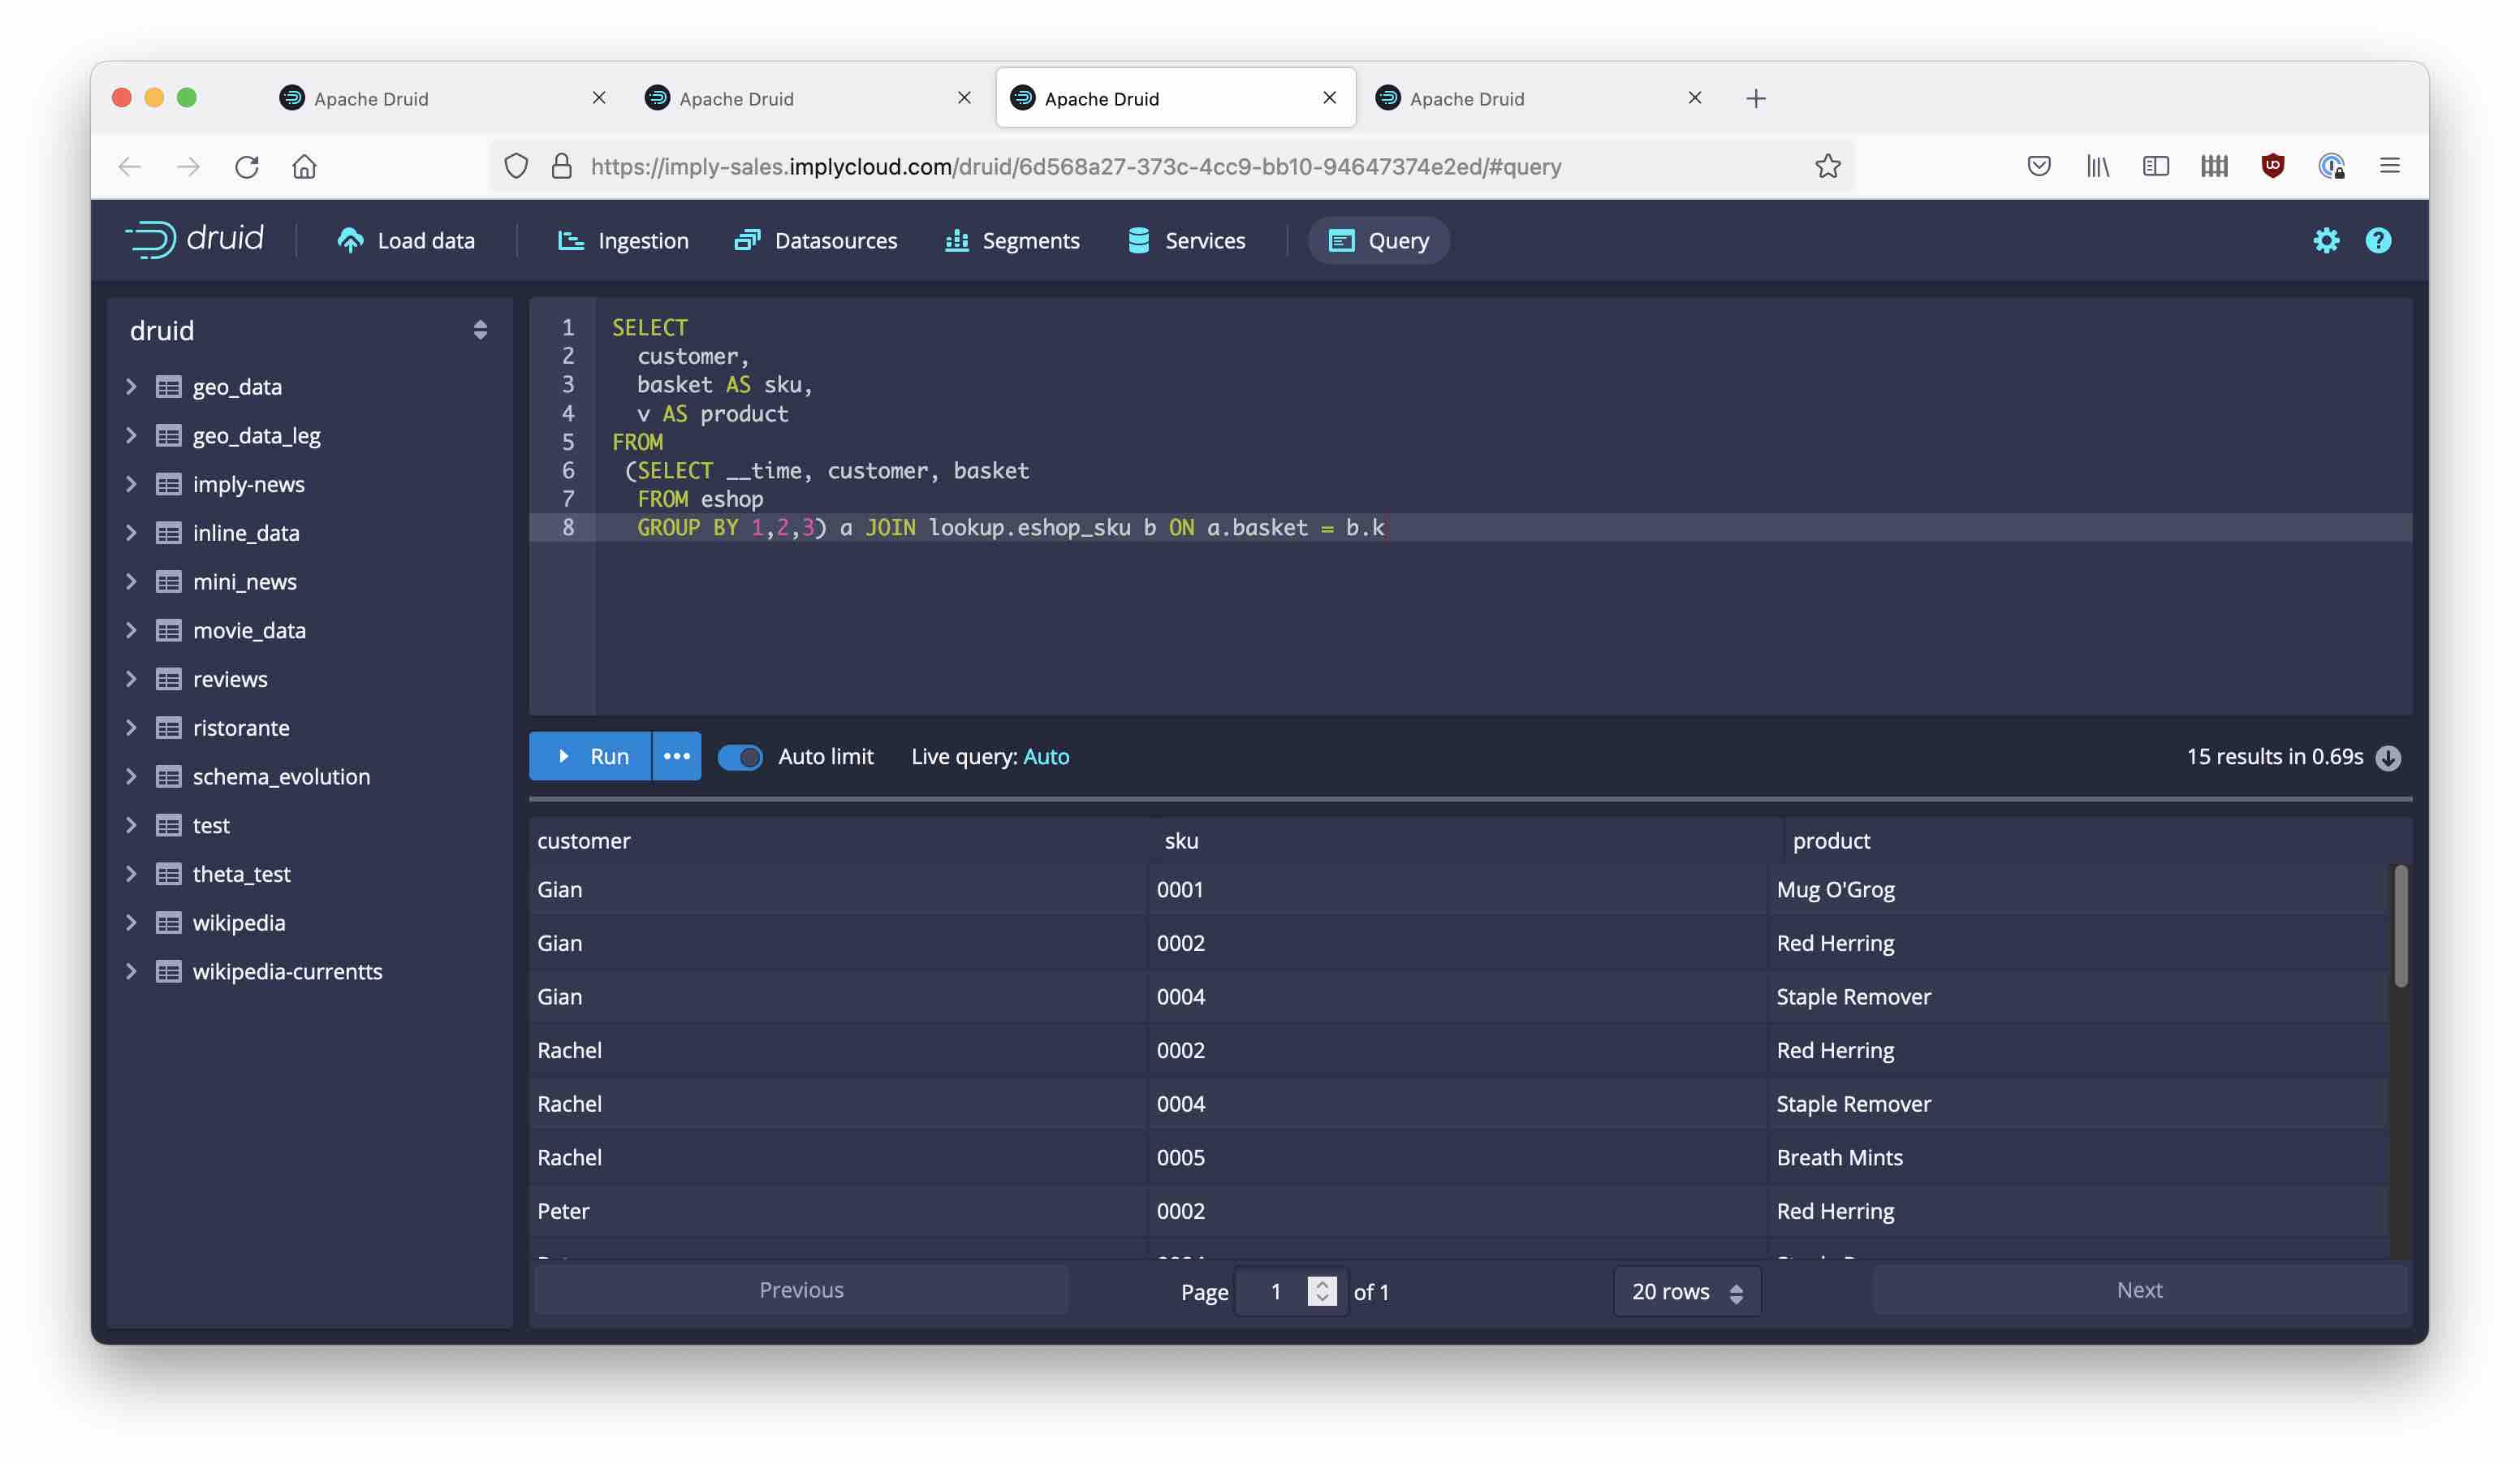 Apache Druid
Apache Druid
Apache Druid
Apache Druid
https://imply-sales.implycloud.com/druid/6d568a27-373c-4cc9-bb10-94647374e2ed/#query
druid
Load data
Ingestion
Datasources
Segments
Services
Query
druid
geo_data
geo_data_leg
imply-news
inline_data
mini_news
movie_data
reviews
ristorante
schema_evolution
test
theta_test
wikipedia
wikipedia-currentts
1 SELECT
2 customer,
3 basket AS sku,
4 v AS product
5 FROM
6 (SELECT __time, customer, basket
7 FROM eshop
8 GROUP BY 1,2,3) a JOIN lookup.eshop_sku b ON a.basket = b.k
Run
Auto limit
Live query: Auto
15 results in 0.69s
customer sku product
Gian 0001 Mug O'Grog
Gian 0002 Red Herring
Gian 0004 Staple Remover
Rachel 0002 Red Herring
Rachel 0004 Staple Remover
Rachel 0005 Breath Mints
Peter 0002 Red Herring
Previous
Page 1 of 1
20 rows
Next